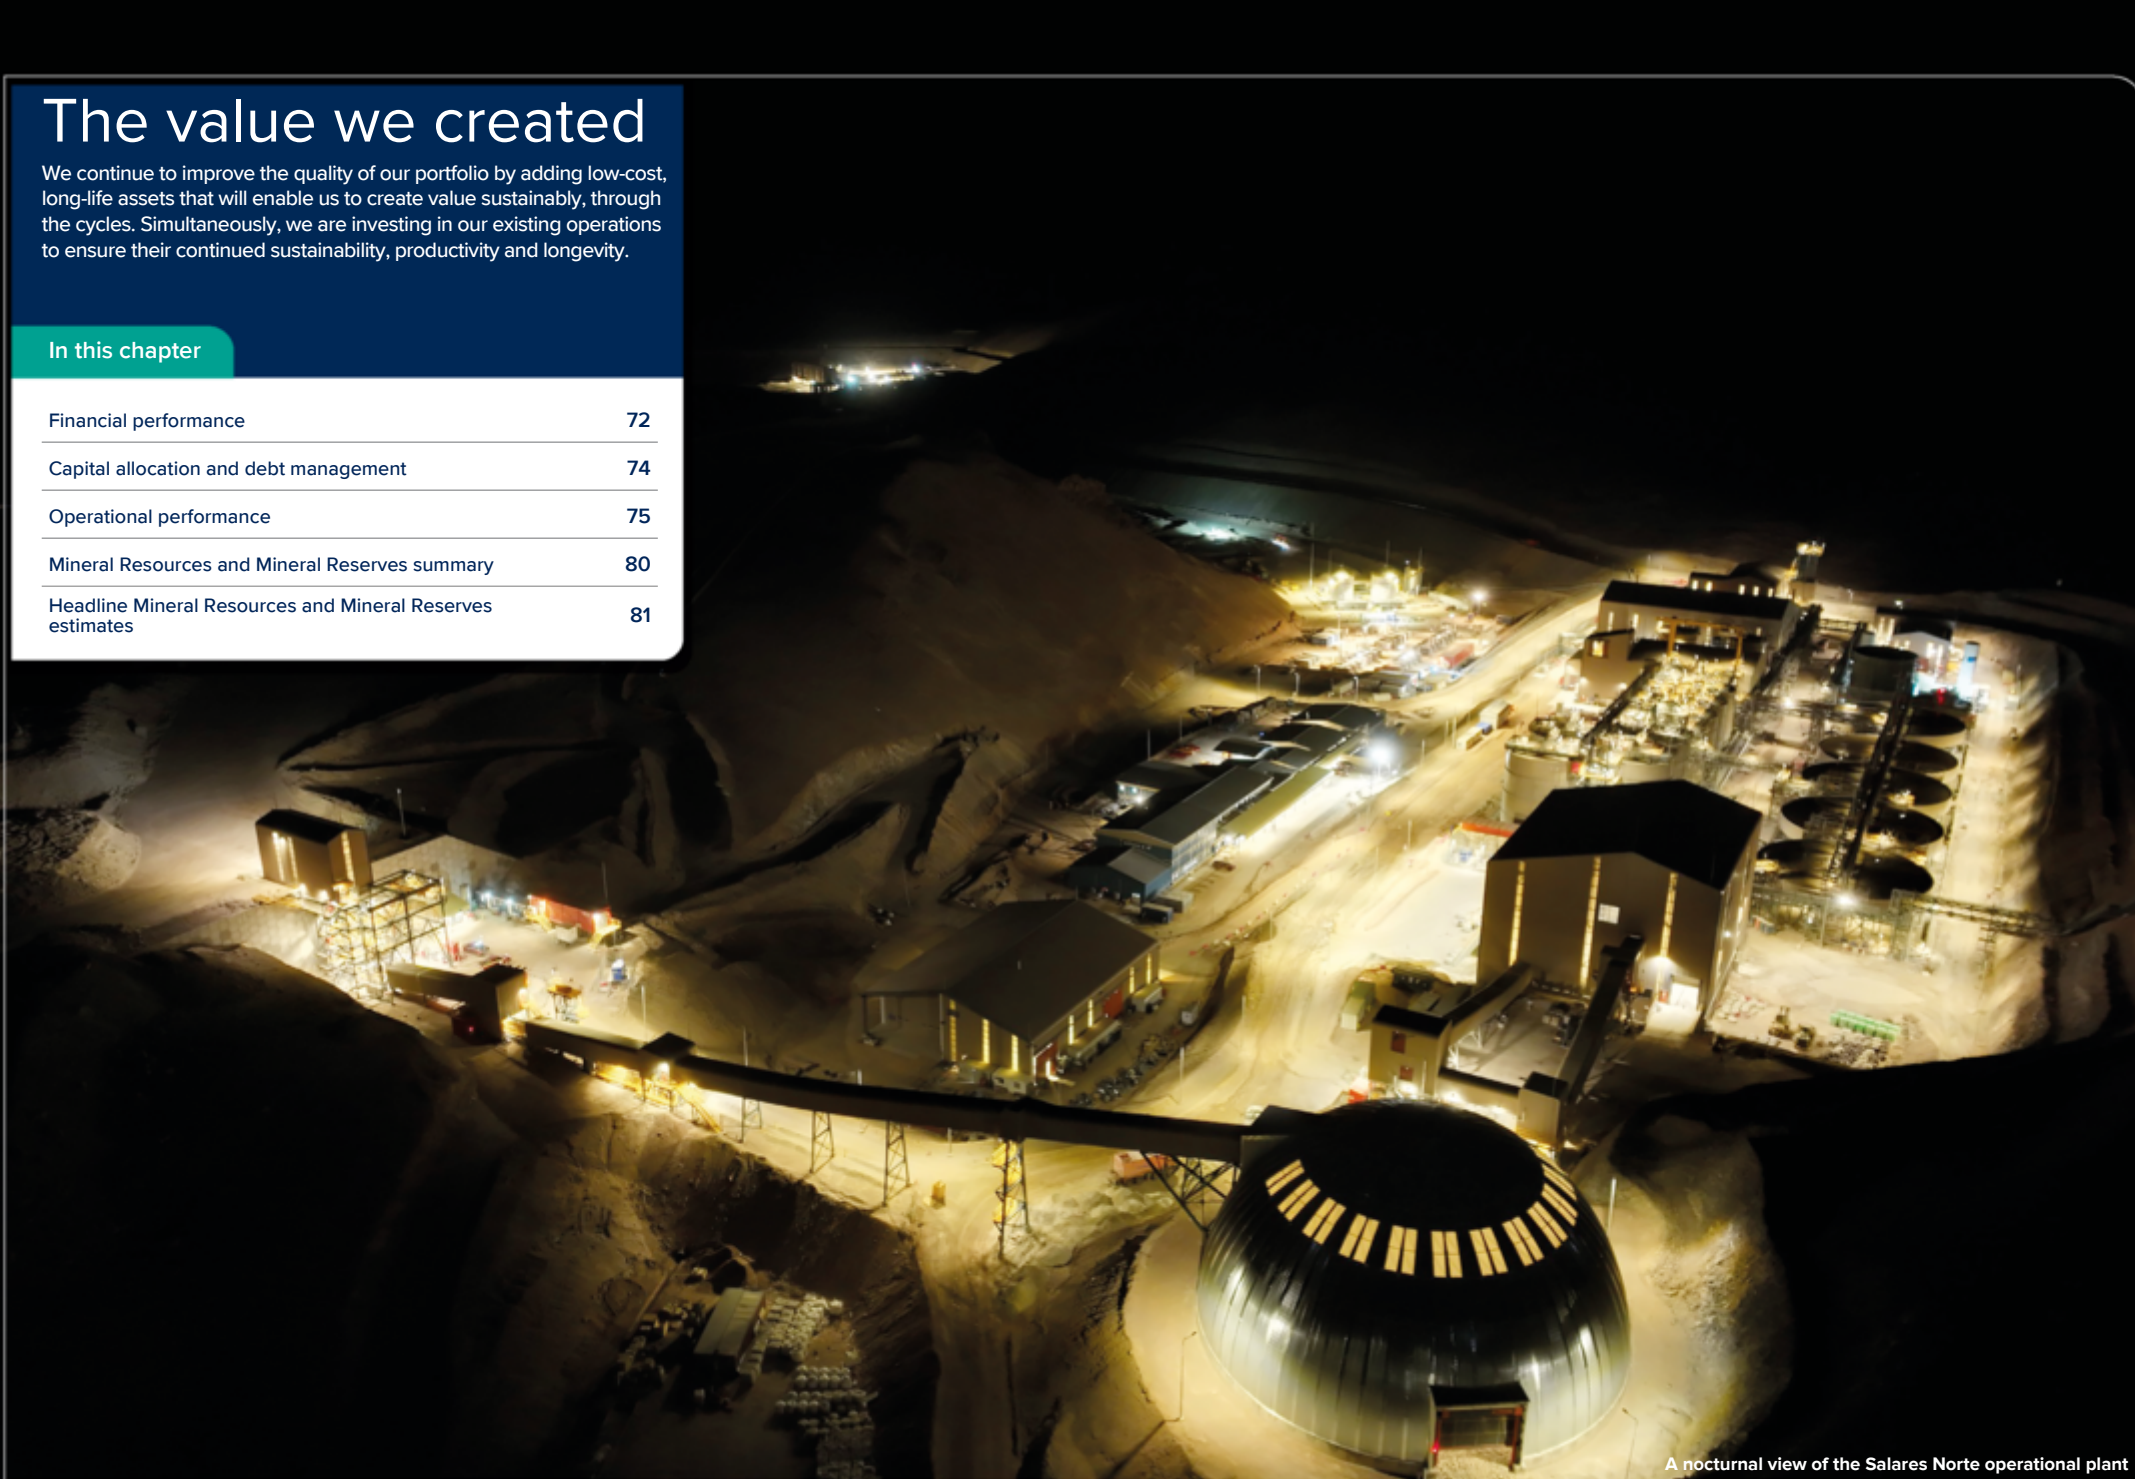 The value we created
We continue to improve the quality of our portfolio by adding low-cost,
long-life assets that will enable us to create value sustainably, through
the cycles. Simultaneously, we are investing in our existing operations
to ensure their continued sustainability, productivity and longevity.
In this chapter
Financial performance 72
Capital allocation and debt management 74
Operational performance 75
Mineral Resources and Mineral Reserves summary 80
Headline Mineral Resources and Mineral Reserves
estimates 81
A nocturnal view of the Salares Norte operational plant